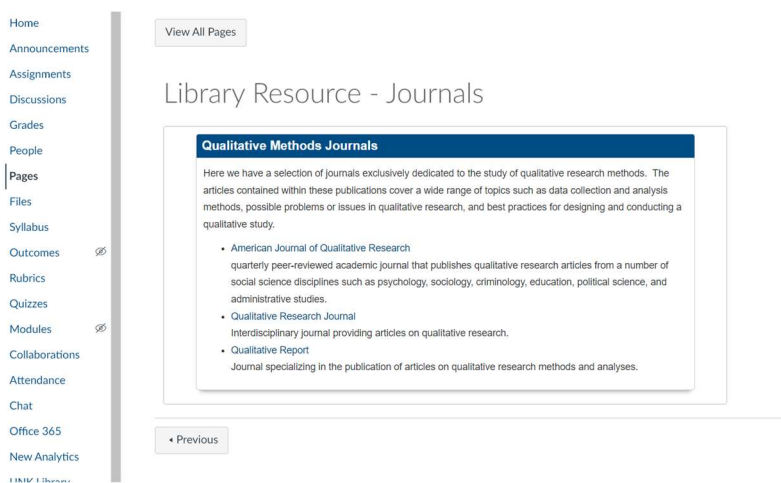 Home
Announcements
Assignments
Discussions
Grades
People
Pages
Files
Syllabus
Outcomes
Rubrics
Quizzes
Modules
Collaborations
Attendance
Chat
Office 365
New Analytics
UNK Library
View All Pages
Library Resource - Journals
Qualitative Methods Journals
Here we have a selection of journals exclusively dedicated to the study of qualitative research methods. The
articles contained within these publications cover a wide range of topics such as data collection and analysis
methods, possible problems or issues in qualitative research, and best practices for designing and conducting a
qualitative study.
• American Journal of Qualitative Research
quarterly peer-reviewed academic journal that publishes qualitative research articles from a number of
social science disciplines such as psychology, sociology, criminology, education, political science, and
administrative studies.
• Qualitative Research Journal
Interdisciplinary journal providing articles on qualitative research.
• Qualitative Report
Journal specializing in the publication of articles on qualitative research methods and analyses.
◂ Previous